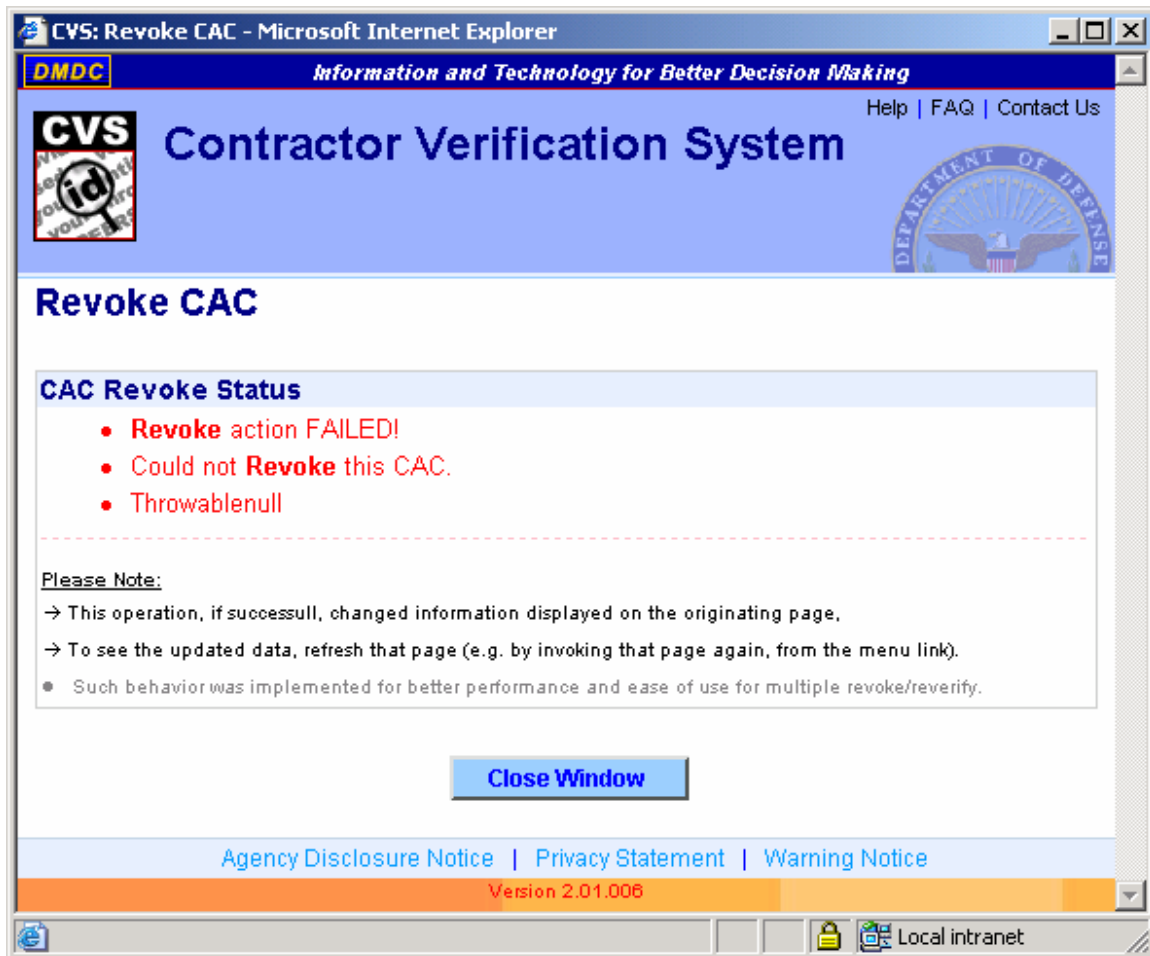 CVS: Revoke CAC - Microsoft Internet Explorer
DMDC
Information and Technology for Better Decision Making
Help | FAQ | Contact Us
CVS
id
Contractor Verification System
DEPARTMENT OF DEFENSE
Revoke CAC
CAC Revoke Status
• Revoke action FAILED!
• Could not Revoke this CAC.
• Throwablenull
Please Note:
→ This operation, if successull, changed information displayed on the originating page,
→ To see the updated data, refresh that page (e.g. by invoking that page again, from the menu link).
• Such behavior was implemented for better performance and ease of use for multiple revoke/reverify.
Close Window
Agency Disclosure Notice | Privacy Statement | Warning Notice
Version 2.01.006
Local intranet